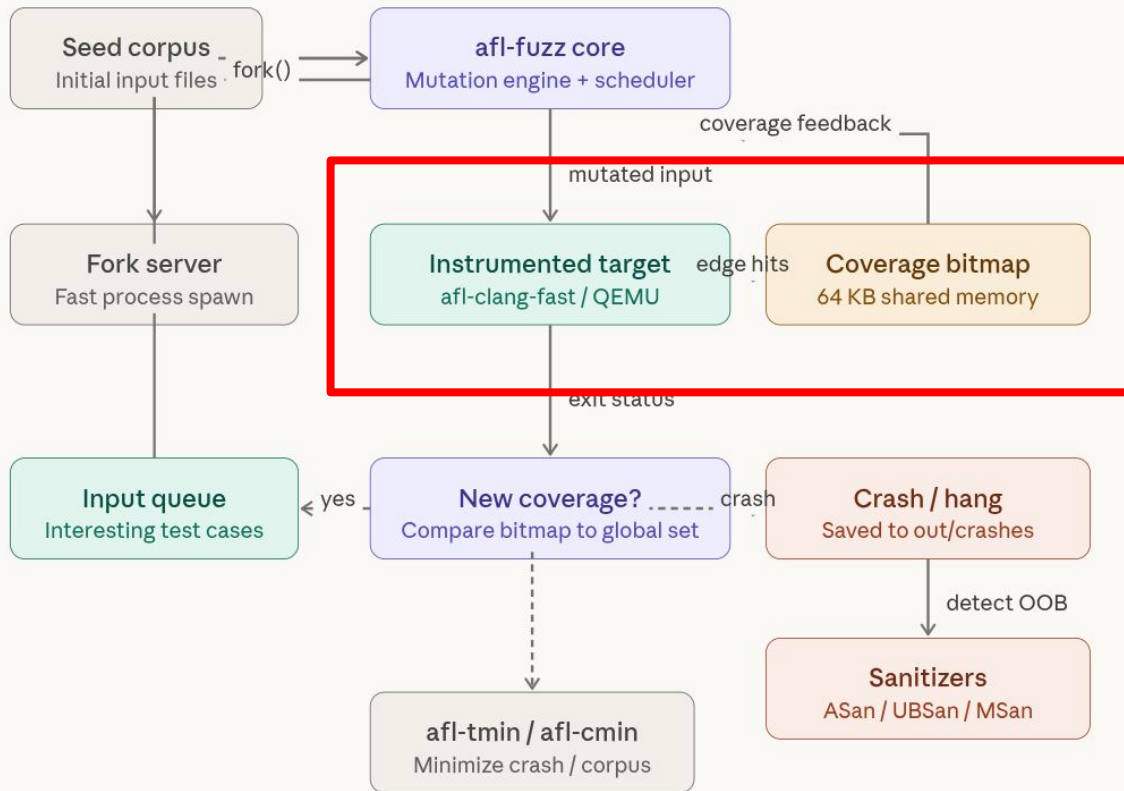 Seed corpus
Initial input files
fork()
afl-fuzz core
Mutation engine + scheduler
coverage feedback
mutated input
Fork server
Fast process spawn
Instrumented target
afl-clang-fast / QEMU
edge hits
Coverage bitmap
64 KB shared memory
exit status
Input queue
Interesting test cases
yes
New coverage?
Compare bitmap to global set
crash
Crash / hang
Saved to out/crashes
detect OOB
Sanitizers
ASan / UBSan / MSan
afl-tmin / afl-cmin
Minimize crash / corpus